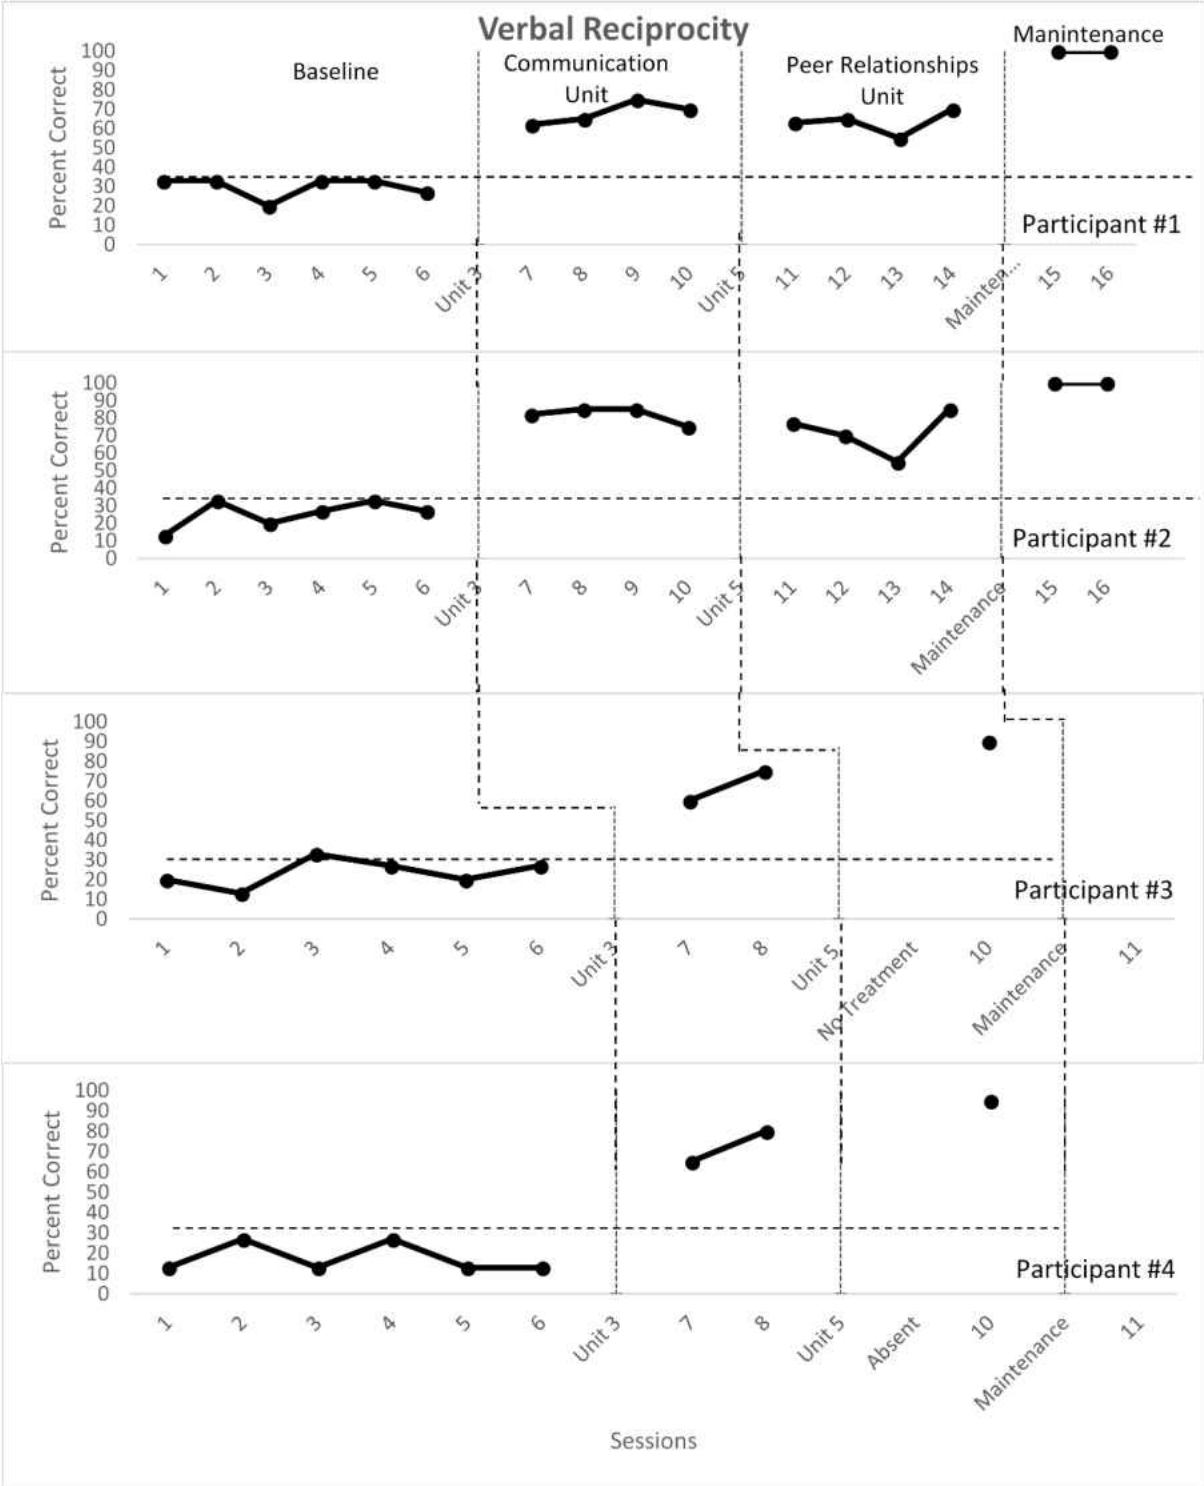 Verbal Reciprocity
Manintenance
Baseline
Communication
Unit
Peer Relationships
Unit
Percent Correct
100
90
80
70
60
50
40
30
20
10
0
Participant #1
1 2 3 4 5 6 Unit 3 7 8 9 10 Unit 5 11 12 13 14 Mainten... 15 16
Percent Correct
100
90
80
70
60
50
40
30
20
10
0
Participant #2
1 2 3 4 5 6 Unit 3 7 8 9 10 Unit 5 11 12 13 14 Maintenance 15 16
Percent Correct
100
90
80
70
60
50
40
30
20
10
0
Participant #3
1 2 3 4 5 6 Unit 3 7 8 Unit 5 No Treatment 10 Maintenance 11
Percent Correct
100
90
80
70
60
50
40
30
20
10
0
Participant #4
1 2 3 4 5 6 Unit 3 7 8 Unit 5 Absent 10 Maintenance 11
Sessions